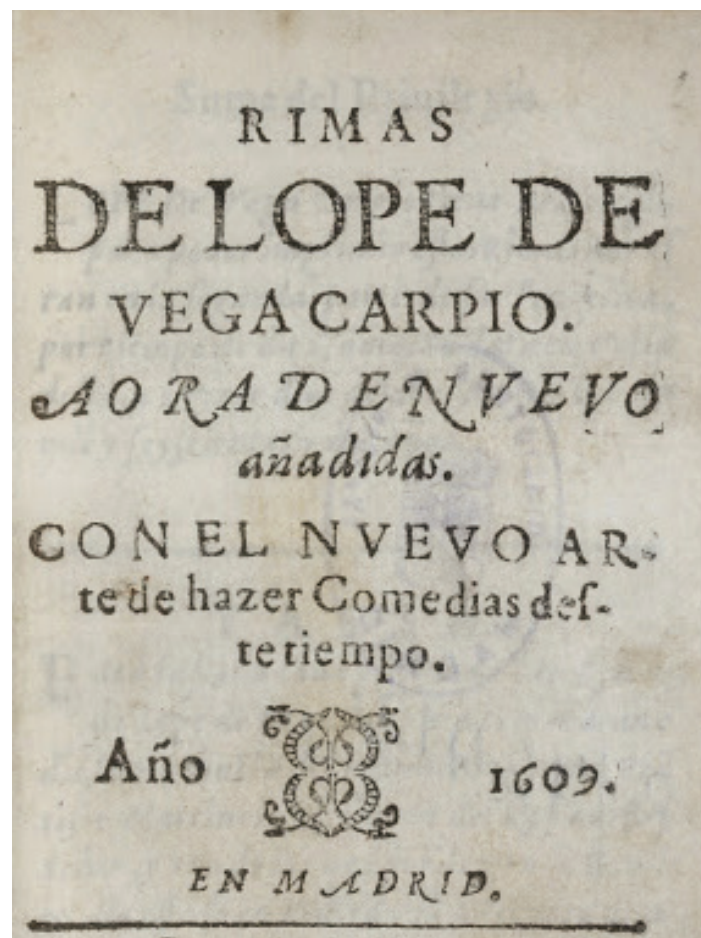 RIMAS
DE LOPE DE
VEGA CARPIO.
AORA DE NVEVO
añadidas.
CON EL NVEVO AR-
te de hazer Comedias deſ-
te tiempo.
Año 1609.
EN MADRID.